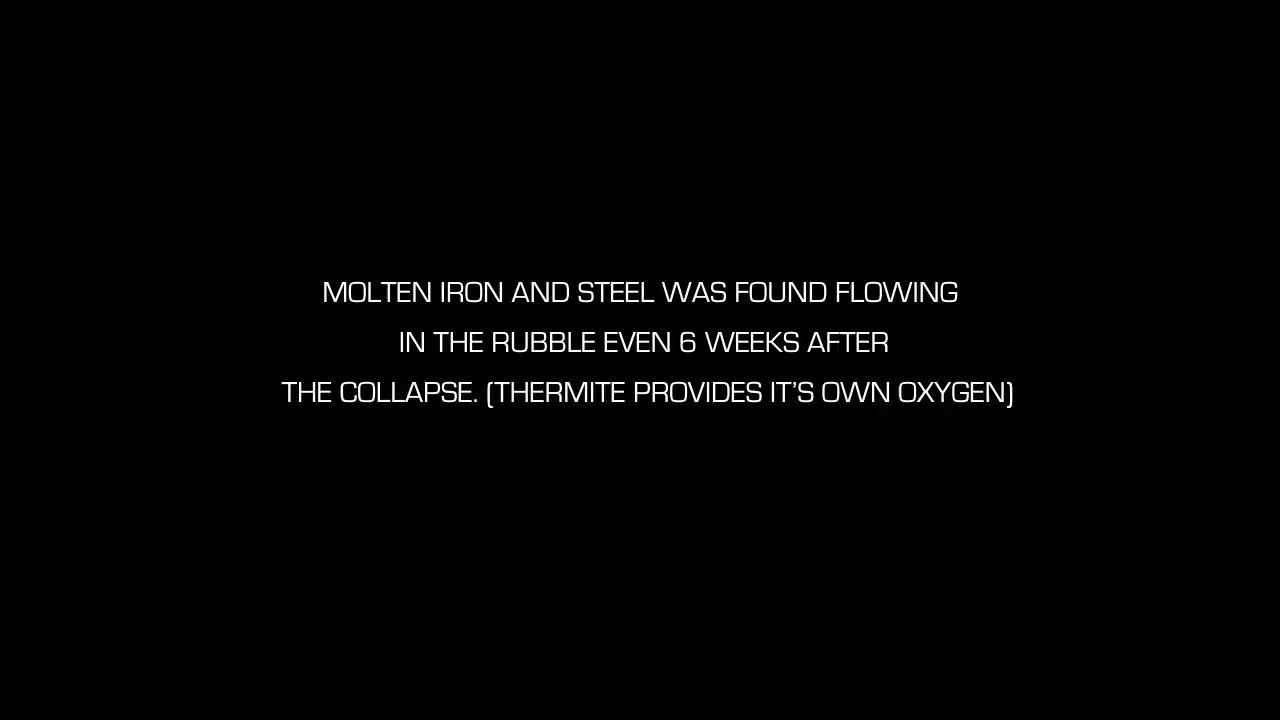 MOLTEN IRON AND STEEL WAS FOUND FLOWING
IN THE RUBBLE EVEN 6 WEEKS AFTER
THE COLLAPSE. (THERMITE PROVIDES IT'S OWN OXYGEN)